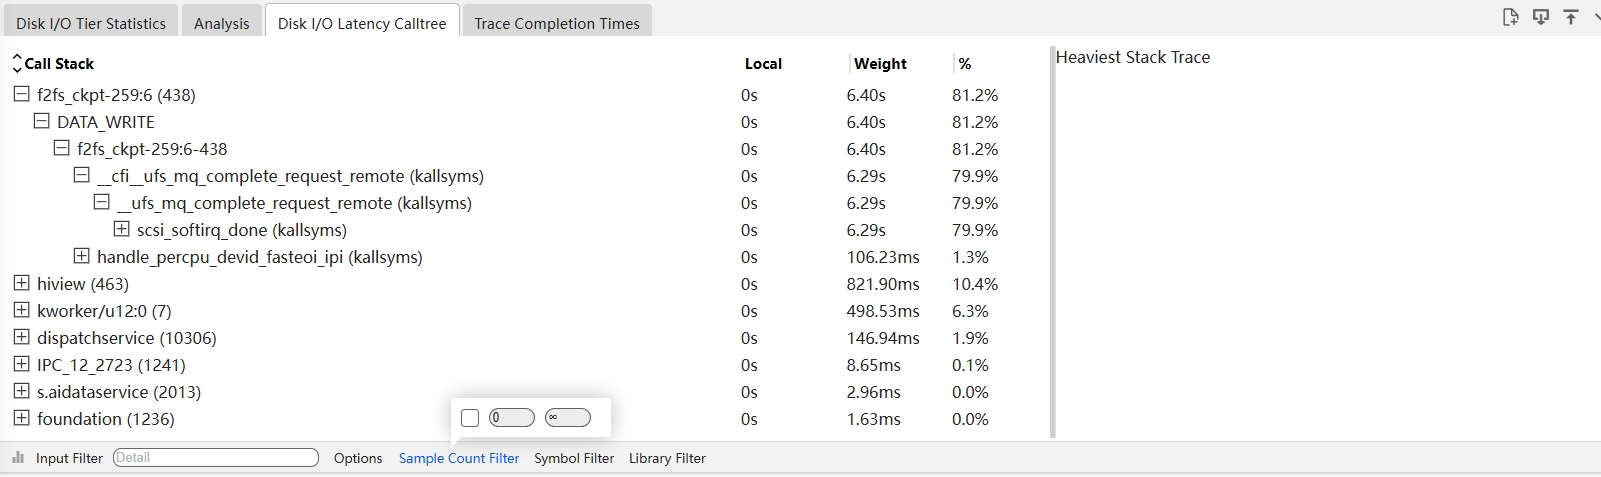 Disk I/O Tier Statistics Analysis Disk I/O Latency Calltree Trace Completion Times
Call Stack Local Weight % Heaviest Stack Trace
f2fs_ckpt-259:6 (438) 0s 6.40s 81.2%
DATA_WRITE 0s 6.40s 81.2%
f2fs_ckpt-259:6-438 0s 6.40s 81.2%
__cfi__ufs_mq_complete_request_remote (kallsyms) 0s 6.29s 79.9%
__ufs_mq_complete_request_remote (kallsyms) 0s 6.29s 79.9%
scsi_softirq_done (kallsyms) 0s 6.29s 79.9%
handle_percpu_devid_fasteoi_ipi (kallsyms) 0s 106.23ms 1.3%
hiview (463) 0s 821.90ms 10.4%
kworker/u12:0 (7) 0s 498.53ms 6.3%
dispatchservice (10306) 0s 146.94ms 1.9%
IPC_12_2723 (1241) 0s 8.65ms 0.1%
s.aidataservice (2013) 0s 2.96ms 0.0%
foundation (1236) 0s 1.63ms 0.0%
0 ∞
Input Filter Detail Options Sample Count Filter Symbol Filter Library Filter